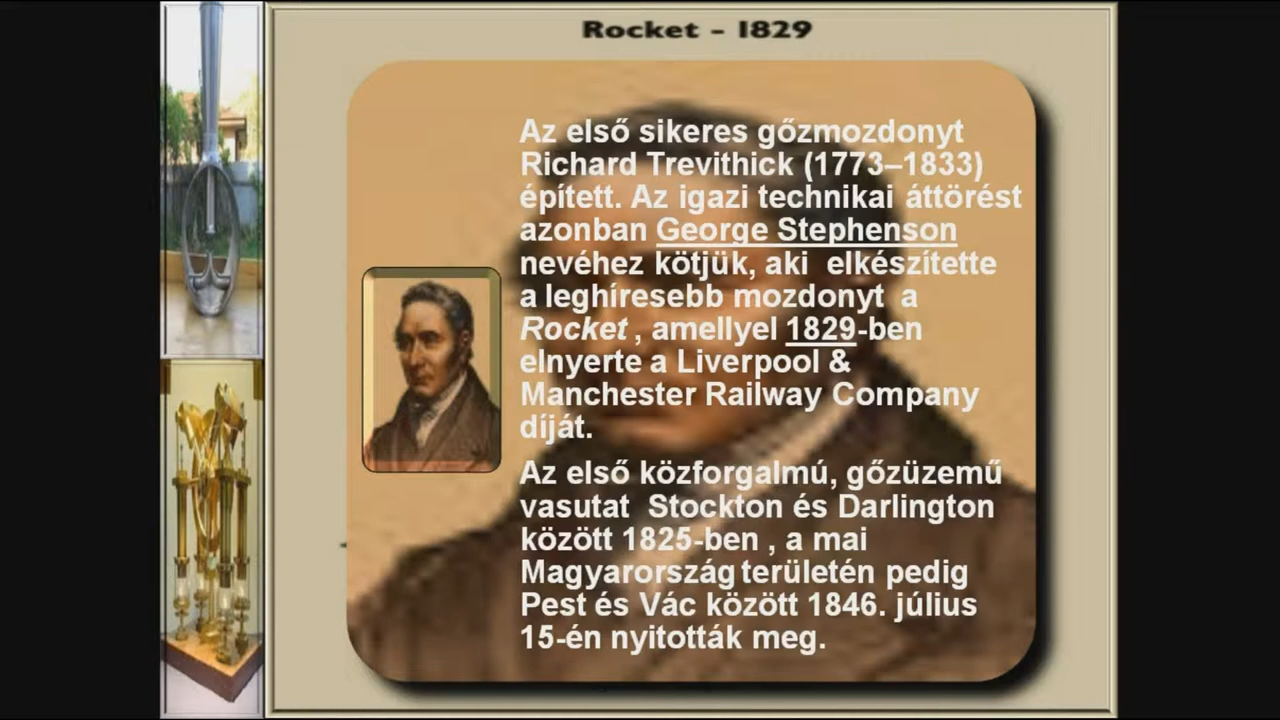 Rocket - 1829
Az első sikeres gőzmozdonyt
Richard Trevithick (1773–1833)
épített. Az igazi technikai áttörést
azonban George Stephenson
nevéhez kötjük, aki elkészítette
a leghíresebb mozdonyt a
Rocket , amellyel 1829-ben
elnyerte a Liverpool &
Manchester Railway Company
díját.
Az első közforgalmú, gőzüzemű
vasutat Stockton és Darlington
között 1825-ben , a mai
Magyarország területén pedig
Pest és Vác között 1846. július
15-én nyitották meg.